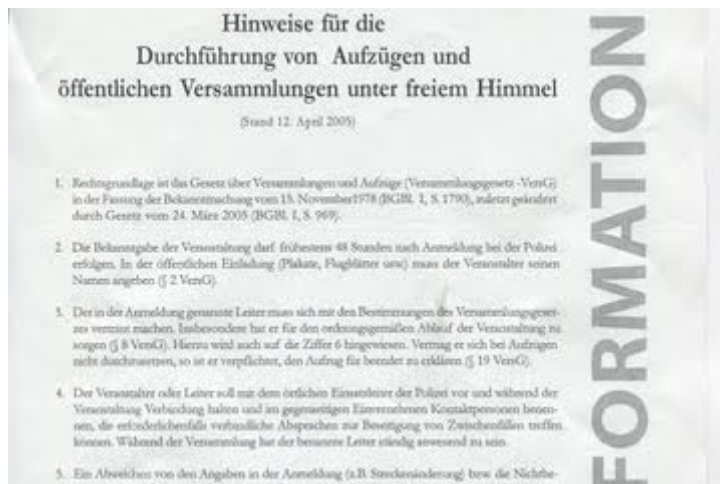 Hinweise für die
Durchführung von Aufzügen und
öffentlichen Versammlungen unter freiem Himmel
(Stand 12. April 2005)
1. Rechtsgrundlage ist das Gesetz über Versammlungen und Aufzüge (Versammlungsgesetz -VersG)
in der Fassung der Bekanntmachung vom 15. November1978 (BGBl. I, S. 1790), zuletzt geändert
durch Gesetz vom 24. März 2005 (BGBl. I, S. 969).
2. Die Bekanntgabe der Veranstaltung darf frühestens 48 Stunden nach Anmeldung bei der Polizei
erfolgen. In der öffentlichen Einladung (Plakate, Flugblätter usw) muss der Veranstalter seinen
Namen angeben (§ 2 VersG).
3. Der in der Anmeldung genannte Leiter muss sich mit den Bestimmungen des Versammlungsgeset-
zes vertraut machen. Insbesondere hat er für den ordnungsgemäßen Ablauf der Veranstaltung zu
sorgen (§ 8 VersG). Hierzu wird auch auf die Ziffer 6 hingewiesen. Vermag er sich bei Aufzügen
nicht durchzusetzen, so ist er verpflichtet, den Aufzug für beendet zu erklären (§ 19 VersG).
4. Der Veranstalter oder Leiter soll mit dem örtlichen Einsatzleiter der Polizei vor und während der
Veranstaltung Verbindung halten und im gegenseitigen Einvernehmen Kontaktpersonen benen-
nen, die erforderlichenfalls verbindliche Absprachen zur Beseitigung von Zwischenfällen treffen
können. Während der Versammlung hat der benannte Leiter ständig anwesend zu sein.
5. Ein Abweichen von den Angaben in der Anmeldung (z.B. Streckenänderung) bzw die Nichtbe-
FORMATION